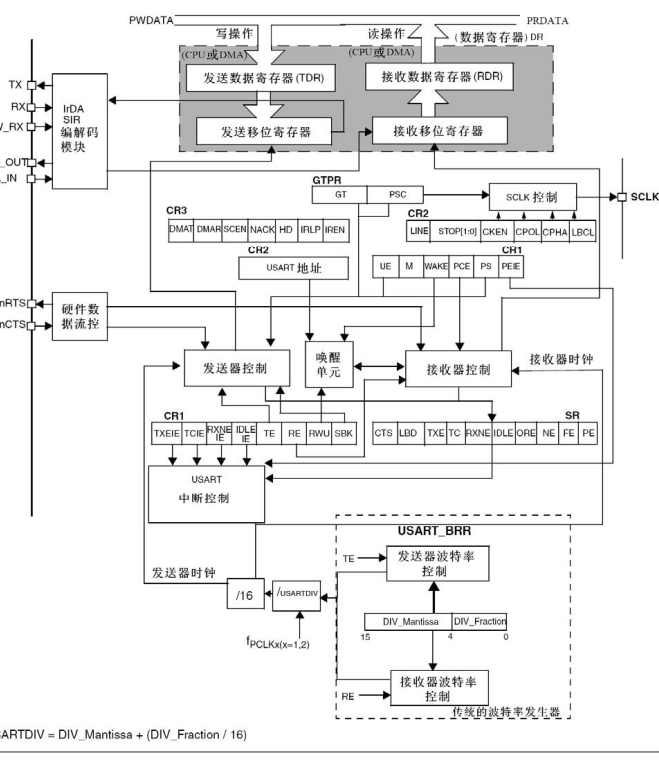 PWDATA
PRDATA
写操作
读操作
(数据寄存器) DR
(CPU或DMA)
(CPU或DMA)
发送数据寄存器(TDR)
接收数据寄存器(RDR)
TX
RX
IrDA
SIR
编解码
模块
_RX
_OUT
_IN
发送移位寄存器
接收移位寄存器
GTPR
GT
PSC
SCLK 控制
SCLK
CR3
DMAT DMAR SCEN NACK HD IRLP IREN
CR2
LINE STOP[1:0] CKEN CPOL CPHA LBCL
CR2
USART 地址
CR1
UE M WAKE PCE PS PEIE
nRTS
nCTS
硬件数
据流控
发送器控制
唤醒
单元
接收器控制
接收器时钟
CR1
TXEIE TCIE RXNE IE IDLE IE TE RE RWU SBK
SR
CTS LBD TXE TC RXNE IDLE ORE NE FE PE
USART
中断控制
USART_BRR
发送器时钟
TE
发送器波特率
控制
/16
/USARTDIV
DIV_Mantissa DIV_Fraction
15 4 0
fPCLKx(x=1,2)
RE
接收器波特率
控制
传统的波特率发生器
SARTDIV = DIV_Mantissa + (DIV_Fraction / 16)